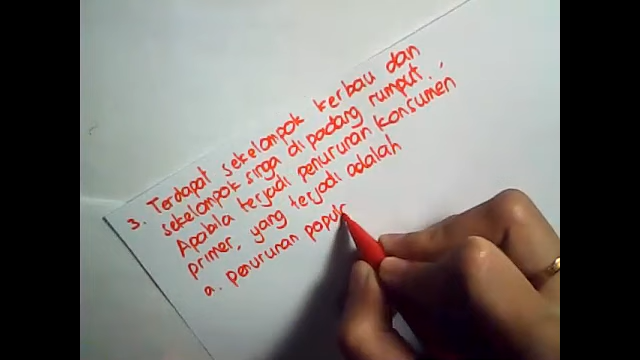 3. Terdapat sekelompok kerbau dan
sekelompok singa di padang rumput.
Apabila terjadi penurunan konsumen
primer, yang terjadi adalah
a. penurunan popul